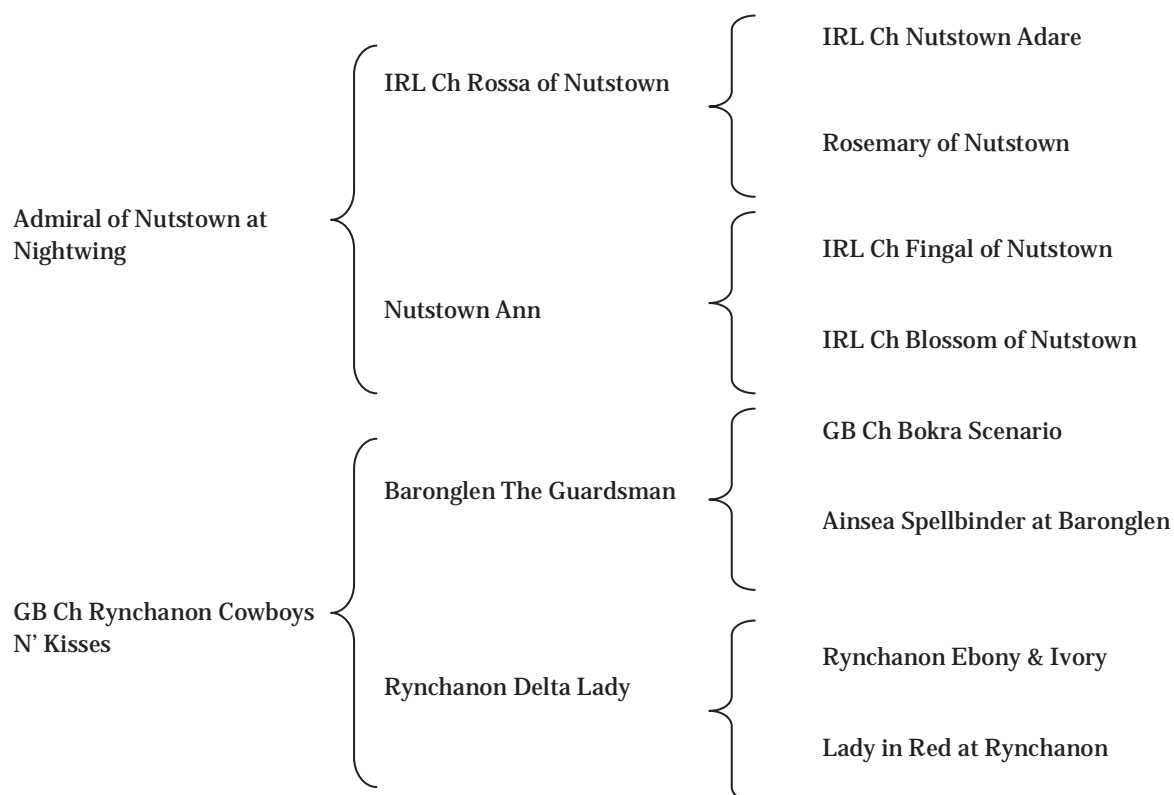 Admiral of Nutstown at
Nightwing
IRL Ch Rossa of Nutstown
IRL Ch Nutstown Adare
Rosemary of Nutstown
Nutstown Ann
IRL Ch Fingal of Nutstown
IRL Ch Blossom of Nutstown
GB Ch Rynchanon Cowboys
N’ Kisses
Baronglen The Guardsman
GB Ch Bokra Scenario
Ainsea Spellbinder at Baronglen
Rynchanon Delta Lady
Rynchanon Ebony & Ivory
Lady in Red at Rynchanon